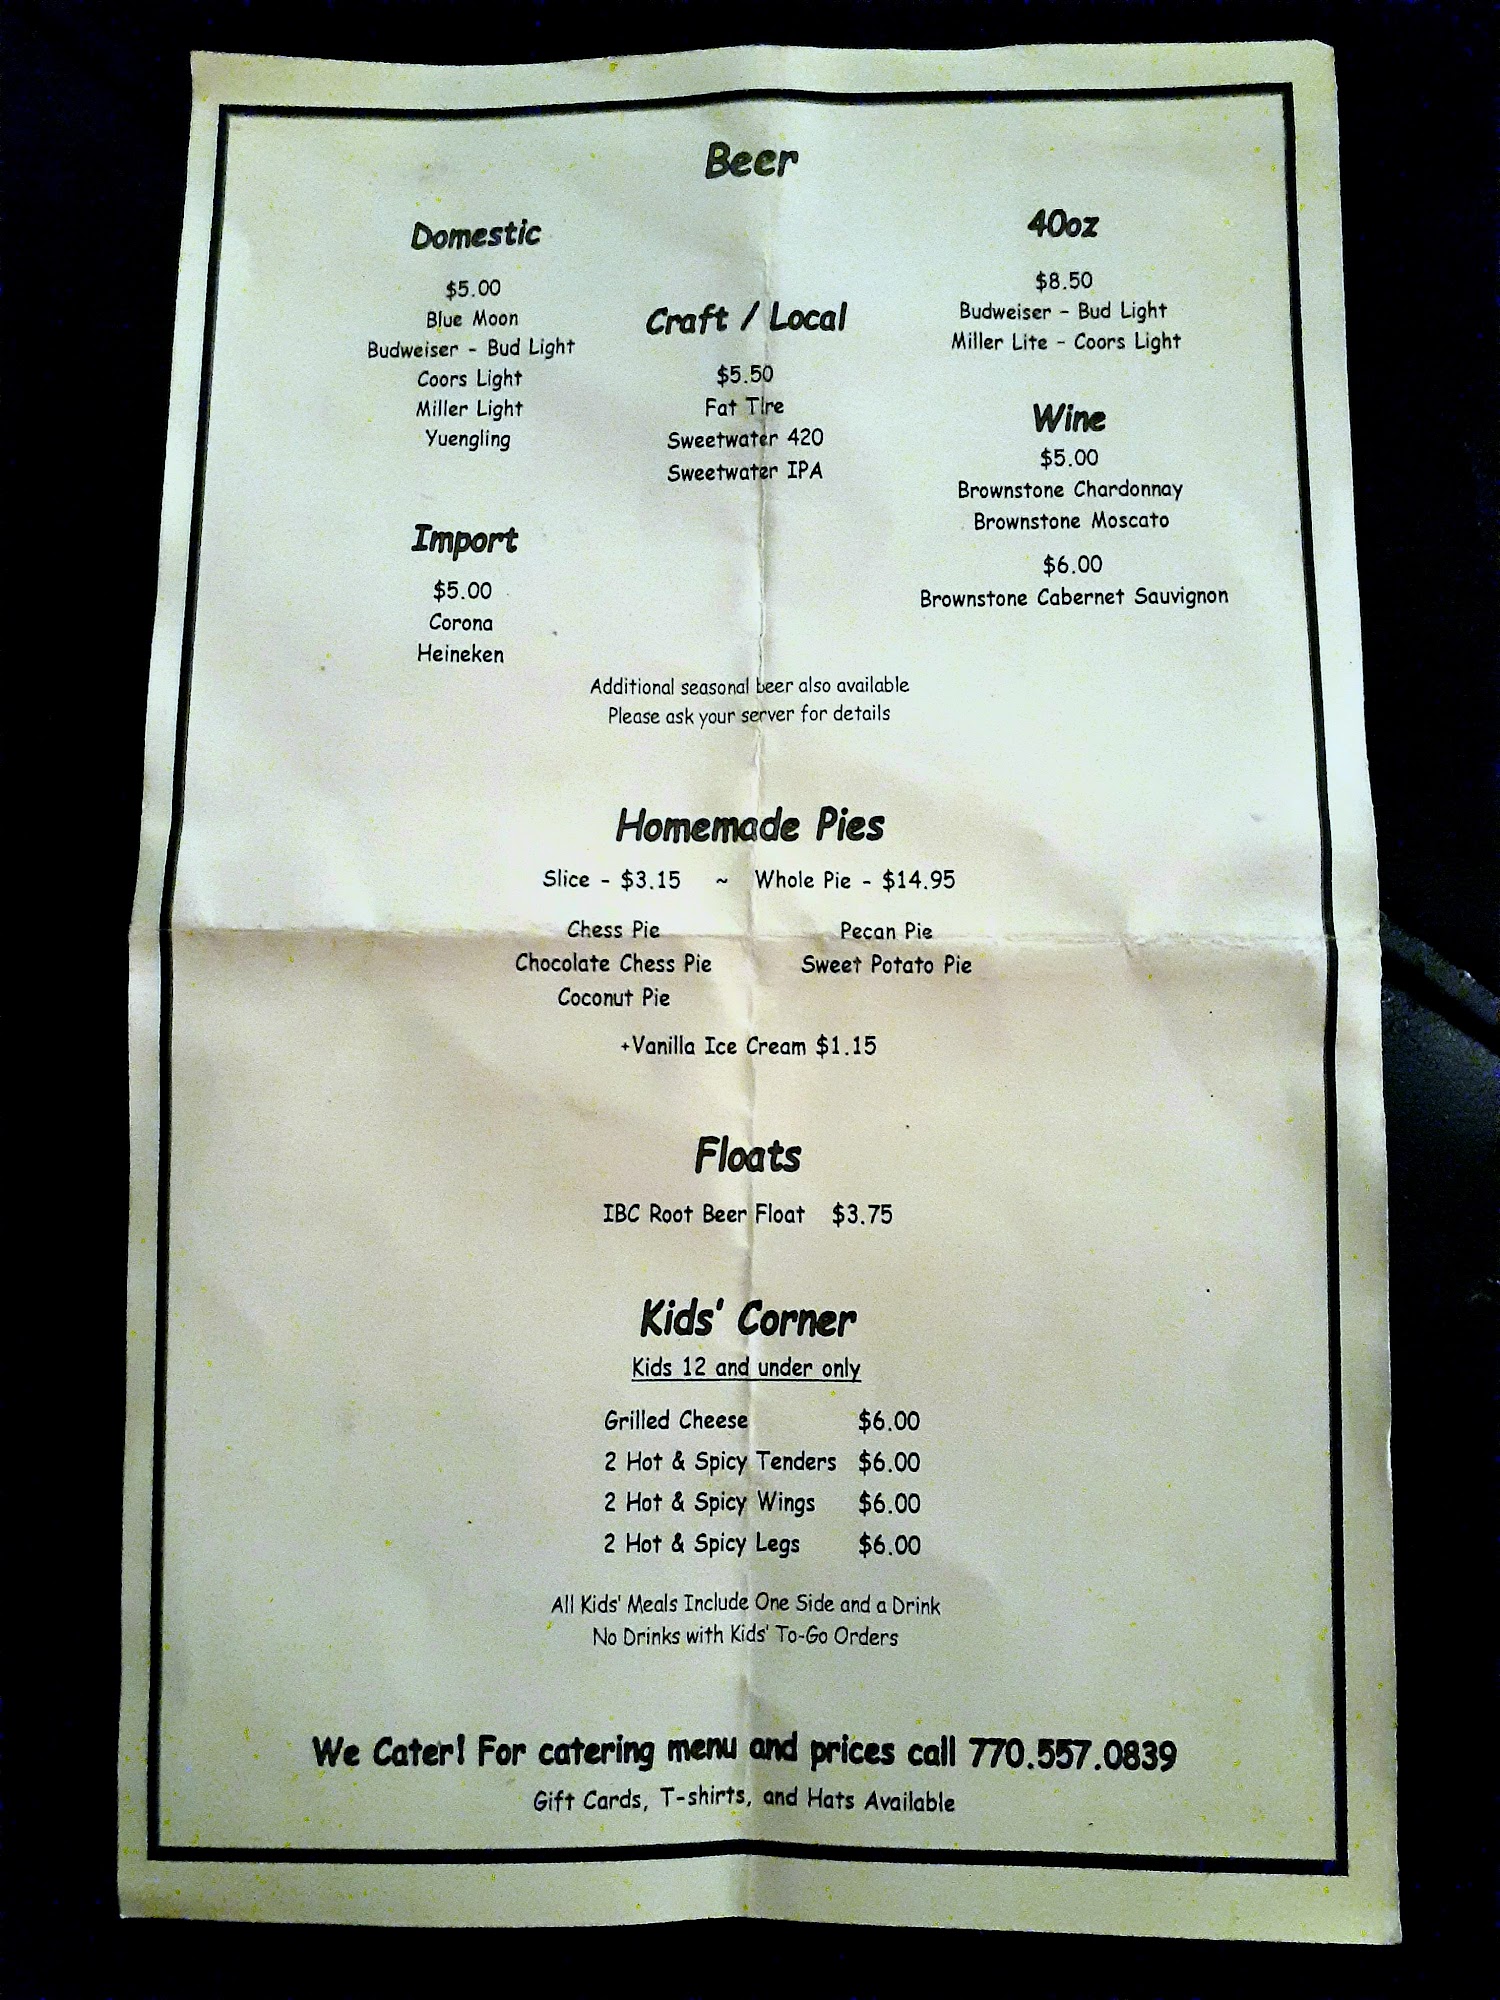 Beer
Domestic
$5.00
Blue Moon
Budweiser - Bud Light
Coors Light
Miller Light
Yuengling
Import
$5.00
Corona
Heineken
Craft / Local
$5.50
Fat Tire
Sweetwater 420
Sweetwater IPA
40oz
$8.50
Budweiser - Bud Light
Miller Lite - Coors Light
Wine
$5.00
Brownstone Chardonnay
Brownstone Moscato
$6.00
Brownstone Cabernet Sauvignon
Additional seasonal beer also available
Please ask your server for details
Homemade Pies
Slice - $3.15 ~ Whole Pie - $14.95
Chess Pie
Chocolate Chess Pie
Coconut Pie
Pecan Pie
Sweet Potato Pie
+Vanilla Ice Cream $1.15
Floats
IBC Root Beer Float $3.75
Kids' Corner
Kids 12 and under only
Grilled Cheese $6.00
2 Hot & Spicy Tenders $6.00
2 Hot & Spicy Wings $6.00
2 Hot & Spicy Legs $6.00
All Kids' Meals Include One Side and a Drink
No Drinks with Kids' To-Go Orders
We Cater! For catering menu and prices call 770.557.0839
Gift Cards, T-shirts, and Hats Available